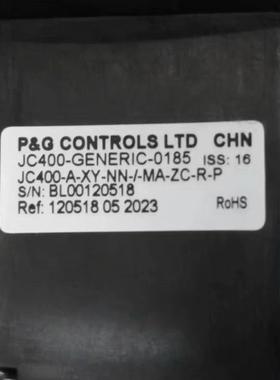 P&G CONTROLS LTD CHN
JC400-GENERIC-0185 ISS: 16
JC400-A-XY-NN-/-MA-ZC-R-P
S/N: BL00120518
Ref: 120518 05 2023
RoHS